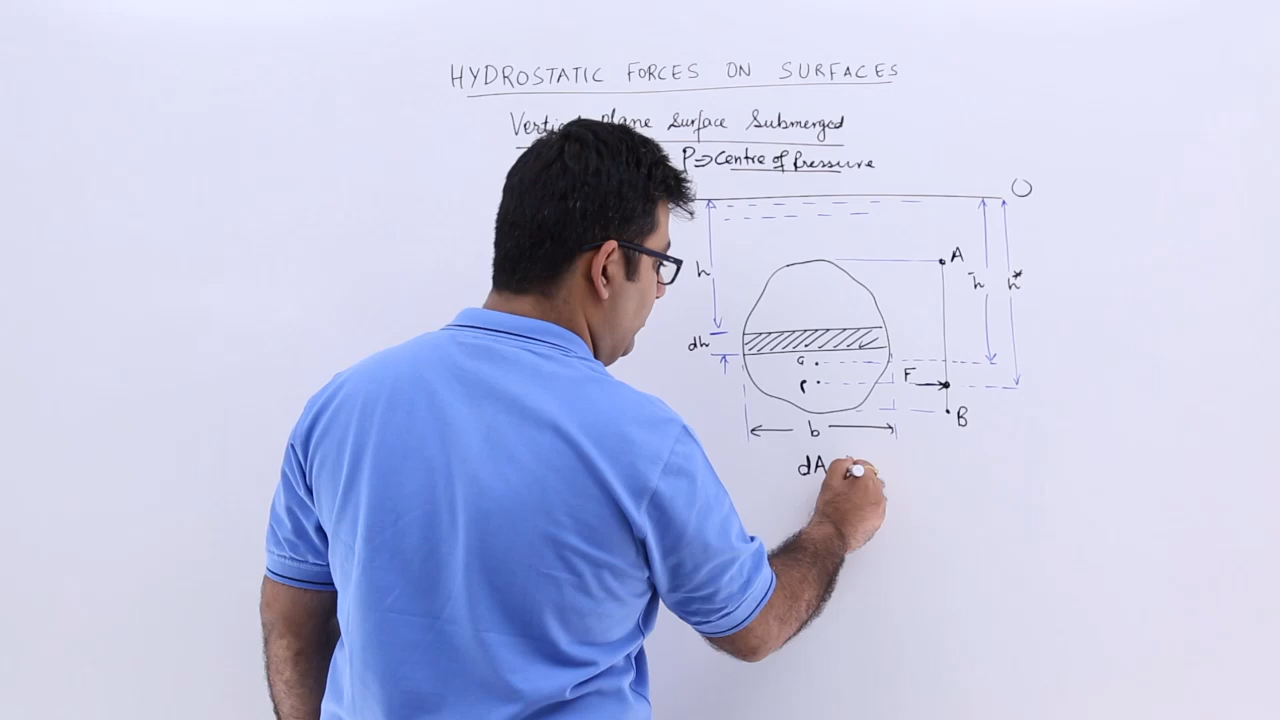 HYDROSTATIC FORCES ON SURFACES
Plane Surface Submerged
P⇒Centre of Pressure
O
A
h
h̄
h*
dh
G
F
P
B
b
dA